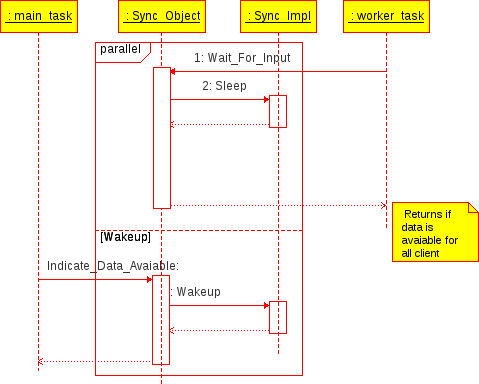 : main_task
: Sync_Object
: Sync_Impl
: worker_task
parallel
1: Wait_For_Input
2: Sleep
Returns if
data is
avaiable for
all client
[Wakeup]
Indicate_Data_Avaiable:
: Wakeup